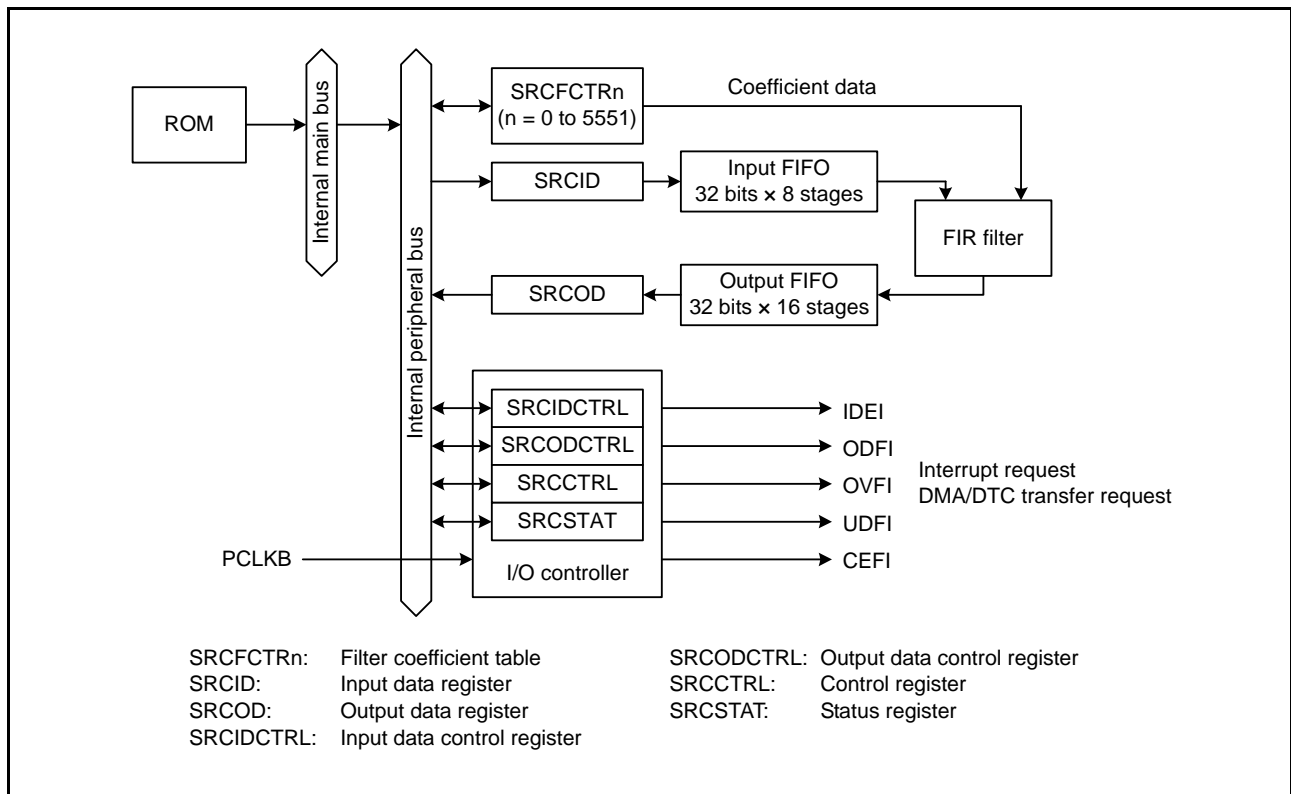 ROM
Internal main bus
Internal peripheral bus
SRCFCTRn
(n = 0 to 5551)
Coefficient data
SRCID
Input FIFO
32 bits × 8 stages
FIR filter
SRCOD
Output FIFO
32 bits × 16 stages
SRCIDCTRL
SRCODCTRL
SRCCTRL
SRCSTAT
I/O controller
PCLKB
IDEI
ODFI
OVFI
UDFI
CEFI
Interrupt request
DMA/DTC transfer request
SRCFCTRn: Filter coefficient table
SRCID: Input data register
SRCOD: Output data register
SRCIDCTRL: Input data control register
SRCODCTRL: Output data control register
SRCCTRL: Control register
SRCSTAT: Status register